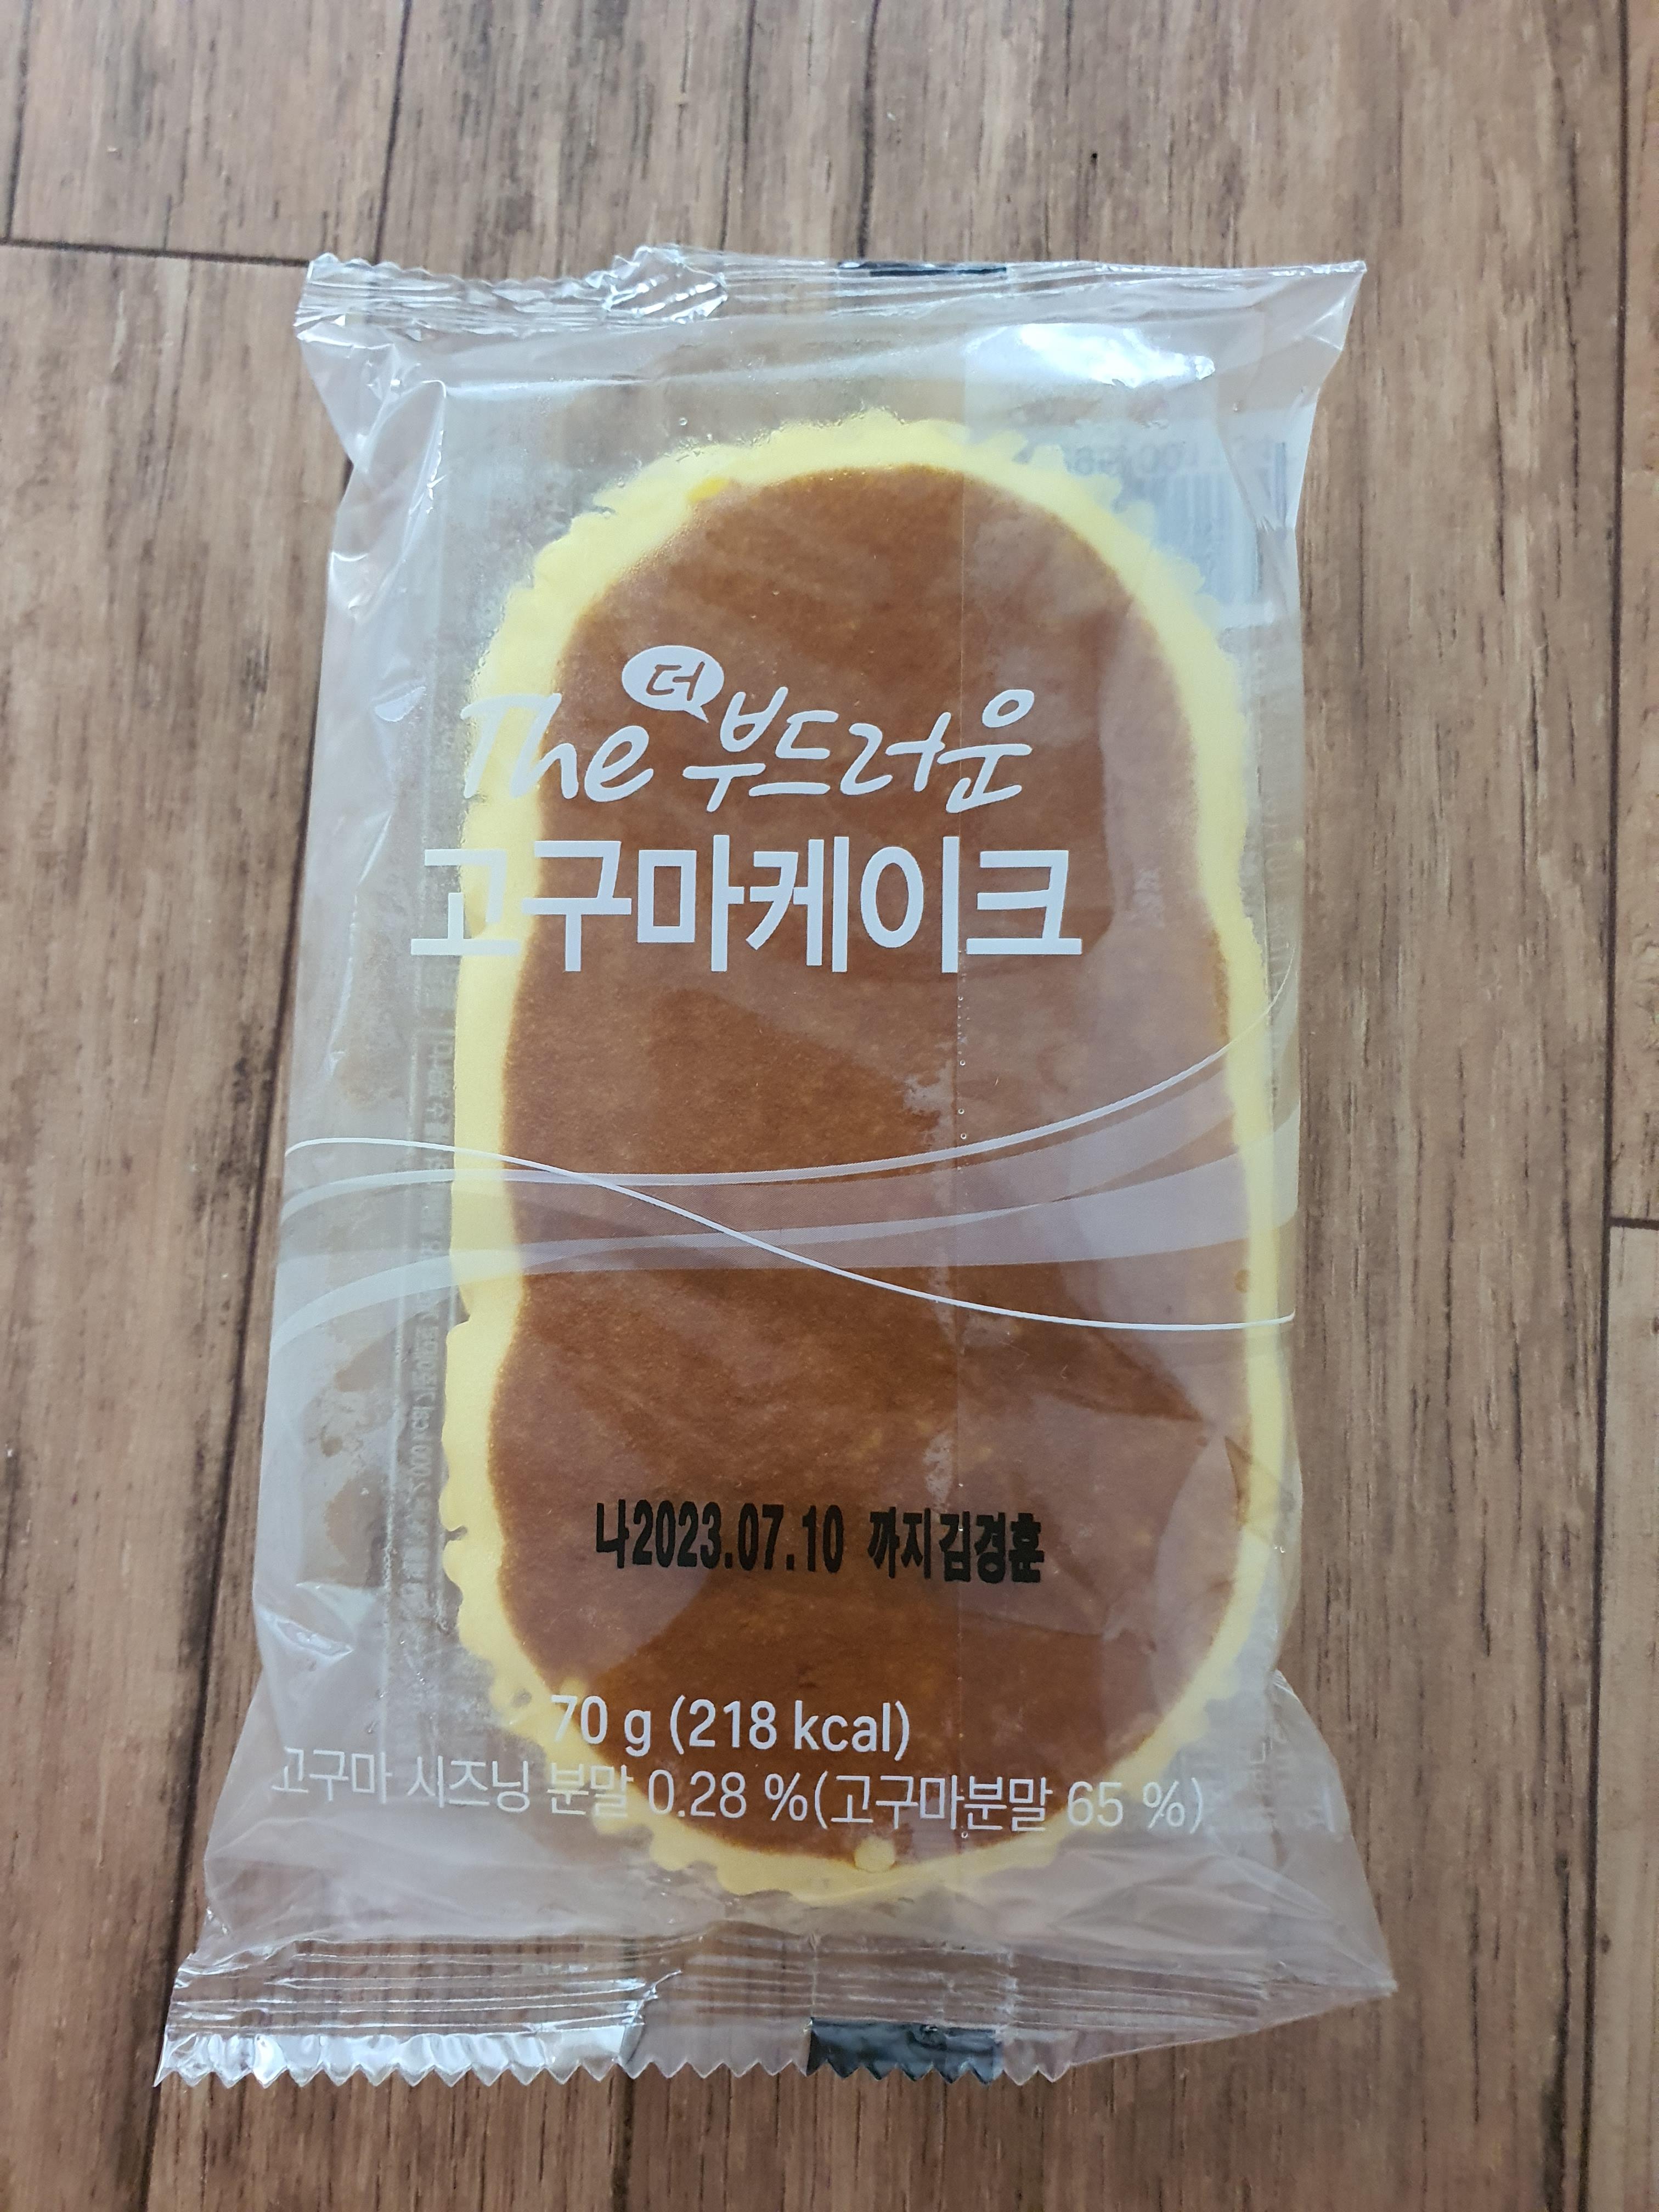 The 더 부드러운
고구마케이크
나2023.07.10 까지김경훈
70 g (218 kcal)
고구마 시즈닝 분말 0.28 %(고구마분말 65 %)